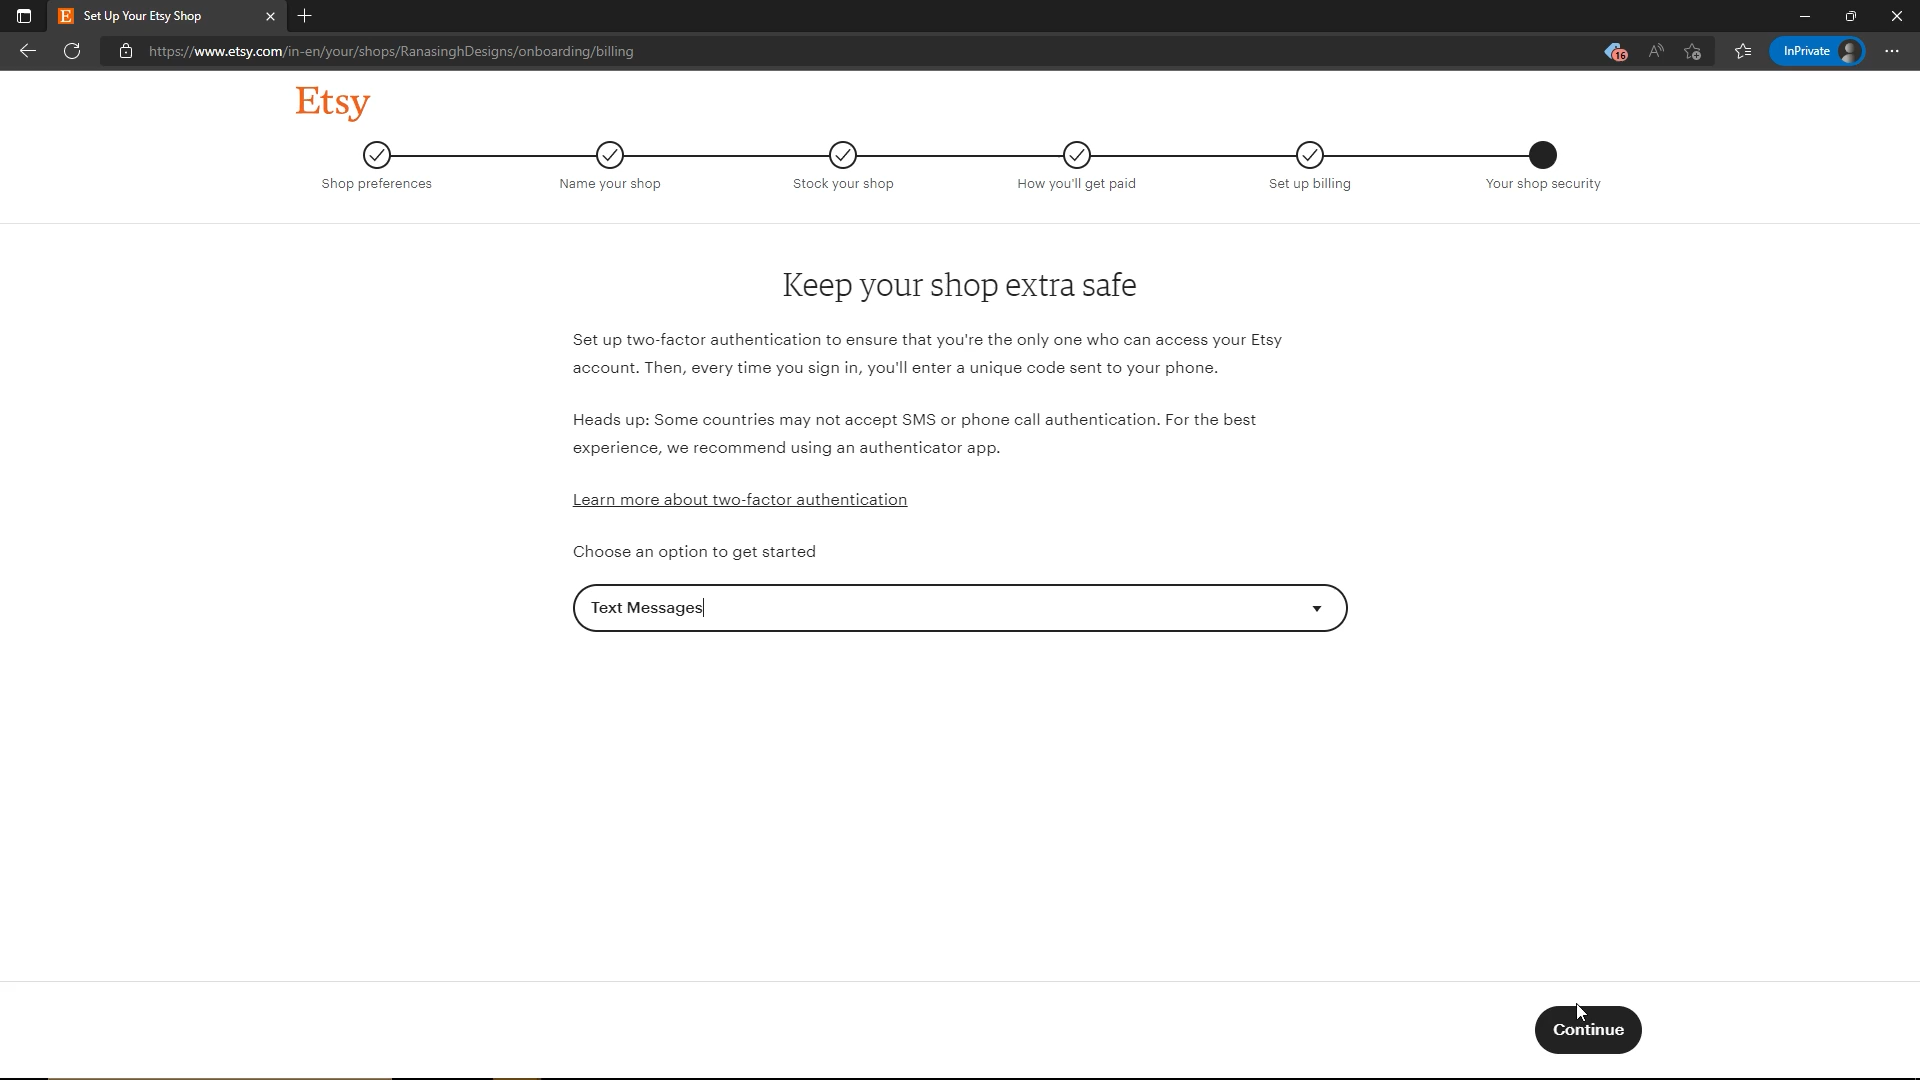 Set Up Your Etsy Shop
https://www.etsy.com/in-en/your/shops/RanasinghDesigns/onboarding/billing
16
InPrivate
Etsy
Shop preferences
Name your shop
Stock your shop
How you'll get paid
Set up billing
Your shop security
Keep your shop extra safe
Set up two-factor authentication to ensure that you're the only one who can access your Etsy
account. Then, every time you sign in, you'll enter a unique code sent to your phone.
Heads up: Some countries may not accept SMS or phone call authentication. For the best
experience, we recommend using an authenticator app.
Learn more about two-factor authentication
Choose an option to get started
Text Messages
Continue